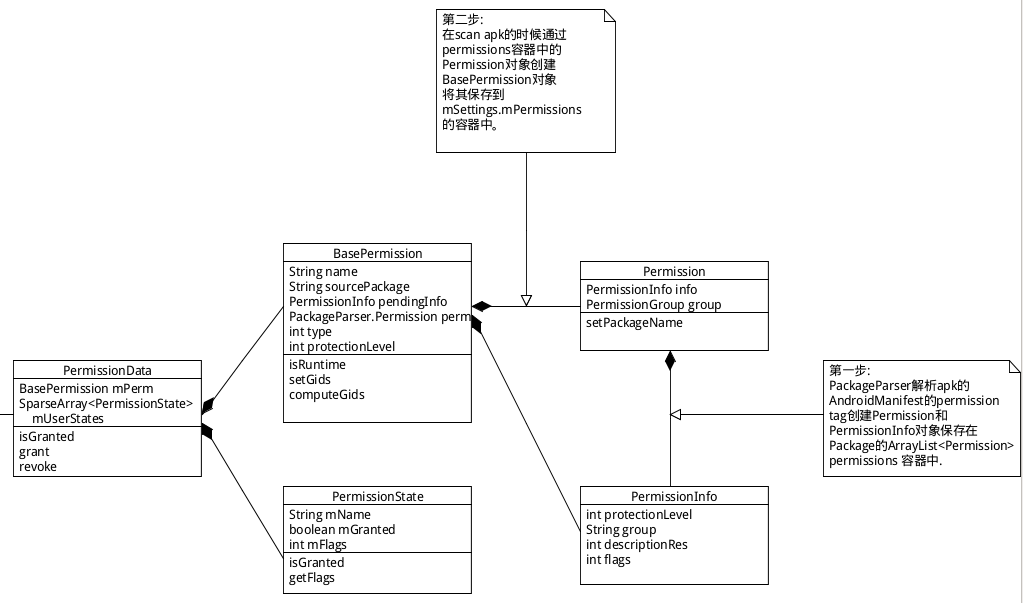 第二步:
在scan apk的时候通过
permissions容器中的
Permission对象创建
BasePermission对象
将其保存到
mSettings.mPermissions
的容器中。
BasePermission
String name
String sourcePackage
PermissionInfo pendingInfo
PackageParser.Permission perm
int type
int protectionLevel
isRuntime
setGids
computeGids
Permission
PermissionInfo info
PermissionGroup group
setPackageName
PermissionData
BasePermission mPerm
SparseArray<PermissionState>
mUserStates
isGranted
grant
revoke
第一步:
PackageParser解析apk的
AndroidManifest的permission
tag创建Permission和
PermissionInfo对象保存在
Package的ArrayList<Permission>
permissions 容器中.
PermissionState
String mName
boolean mGranted
int mFlags
isGranted
getFlags
PermissionInfo
int protectionLevel
String group
int descriptionRes
int flags